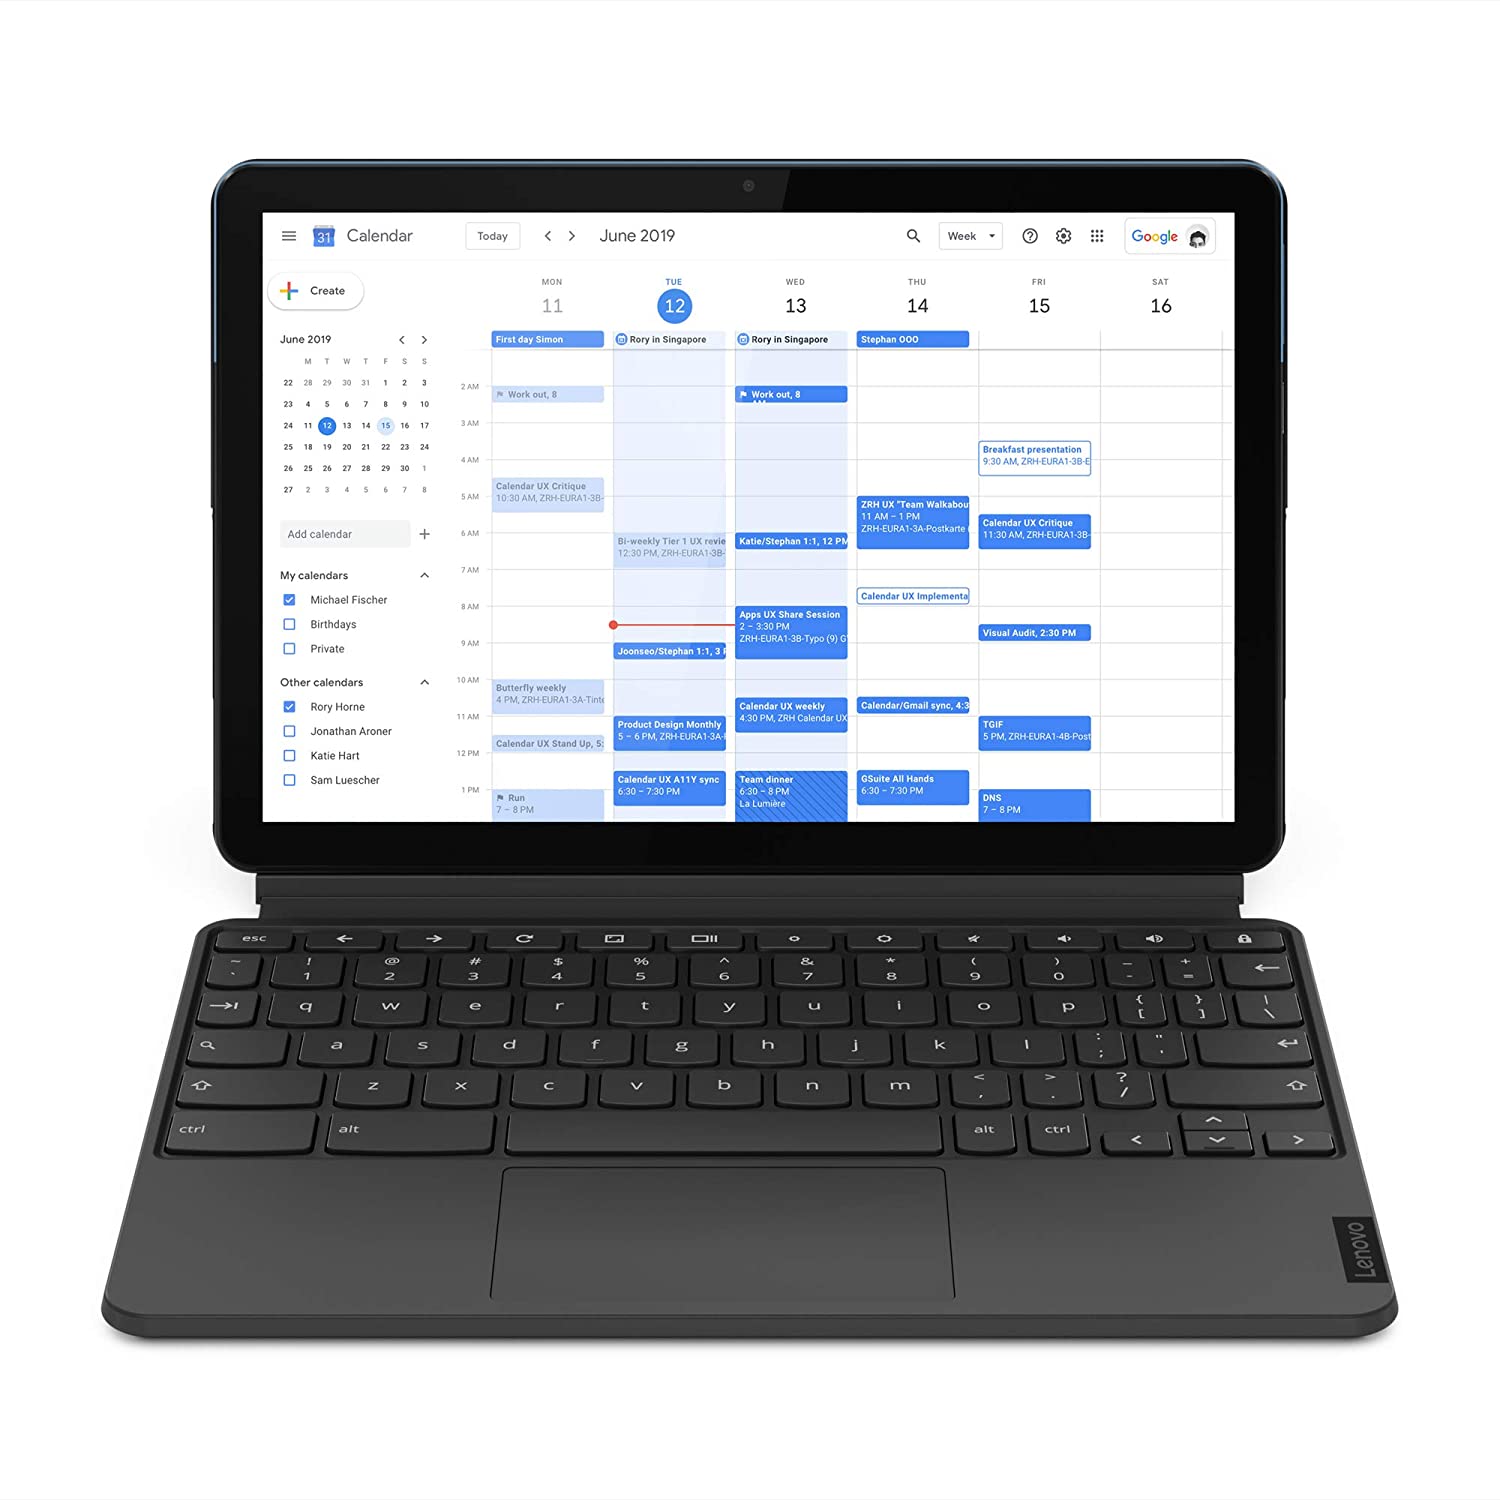 Calendar
Today
June 2019
Week
Google
Create
MON
11
TUE
12
WED
13
THU
14
FRI
15
SAT
16
June 2019
M T W T F S S
22 28 29 30 31 1 2 3
23 4 5 6 7 8 9 10
24 11 12 13 14 15 16 17
25 18 19 20 21 22 23 24
26 25 26 27 28 29 30 1
27 2 3 4 5 6 7 8
Add calendar
My calendars
Michael Fischer
Birthdays
Private
Other calendars
Rory Horne
Jonathan Aroner
Katie Hart
Sam Luescher
2 AM
3 AM
4 AM
5 AM
6 AM
7 AM
8 AM
9 AM
10 AM
11 AM
12 PM
1 PM
First day Simon
Work out, 8
Calendar UX Critique
10:30 AM, ZRH-EURA1-3B-
Butterfly weekly
4 PM, ZRH-EURA1-3A-Tinte
Calendar UX Stand Up, 5:
Run
7 – 8 PM
Rory in Singapore
Bi-weekly Tier 1 UX revie
12:30 PM, ZRH-EURA1-3B-
Joonseo/Stephan 1:1, 3 P
Product Design Monthly
5 – 6 PM, ZRH-EURA1-3A-
Calendar UX A11Y sync
6:30 – 7:30 PM
Rory in Singapore
Work out, 8
Katie/Stephan 1:1, 12 PM
Apps UX Share Session
2 – 3:30 PM
ZRH-EURA1-3B-Typo (9) G
Calendar UX weekly
4:30 PM, ZRH Calendar UX
Team dinner
6:30 – 8 PM
La Lumière
Stephan OOO
ZRH UX "Team Walkabou
11 AM – 1 PM
ZRH-EURA1-3A-Postkarte
Calendar UX Implementa
Calendar/Gmail sync, 4:3
GSuite All Hands
6:30 – 7:30 PM
Breakfast presentation
9:30 AM, ZRH-EURA1-3B-E
Calendar UX Critique
11:30 AM, ZRH-EURA1-3B-
Visual Audit, 2:30 PM
TGIF
5 PM, ZRH-EURA1-4B-Post
DNS
7 – 8 PM
esc
~ ! @ # $ % ^ & * ( ) _ +
` 1 2 3 4 5 6 7 8 9 0 - =
q w e r t y u i o p { } |
[ ] \
a s d f g h j k l : "
; '
z x c v b n m < > ?
, . /
ctrl alt alt ctrl
Lenovo